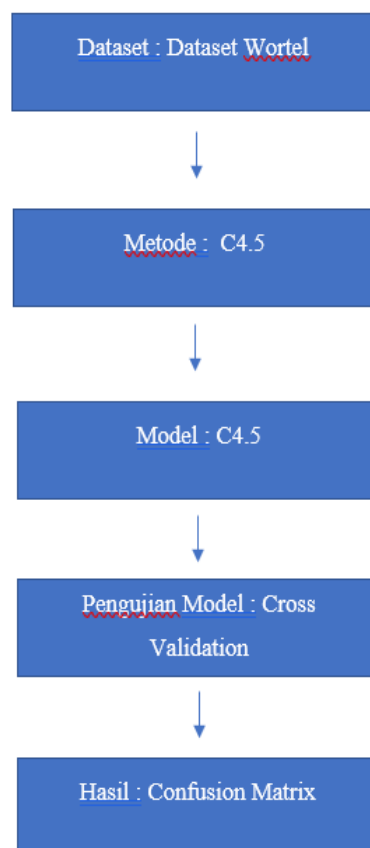 Dataset : Dataset Wortel
Metode :  C4.5
Model : C4.5
Pengujian Model : Cross
Validation
Hasil : Confusion Matrix